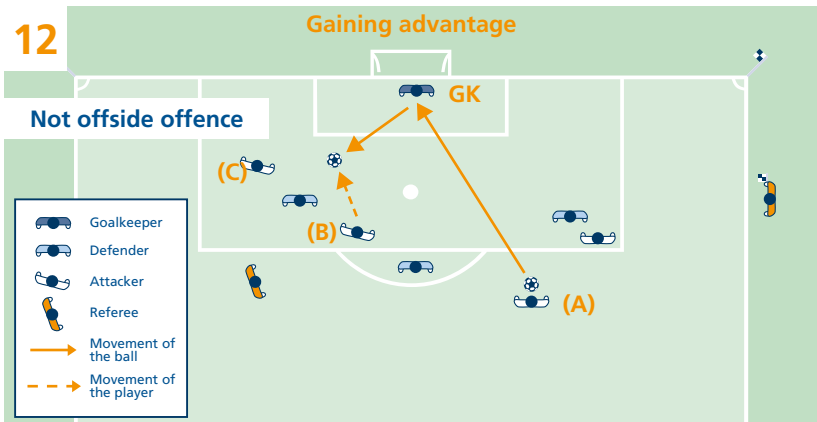 12
Gaining advantage
GK
Not offside offence
(C)
(B)
(A)
Goalkeeper
Defender
Attacker
Referee
Movement of
the ball
Movement of
the player